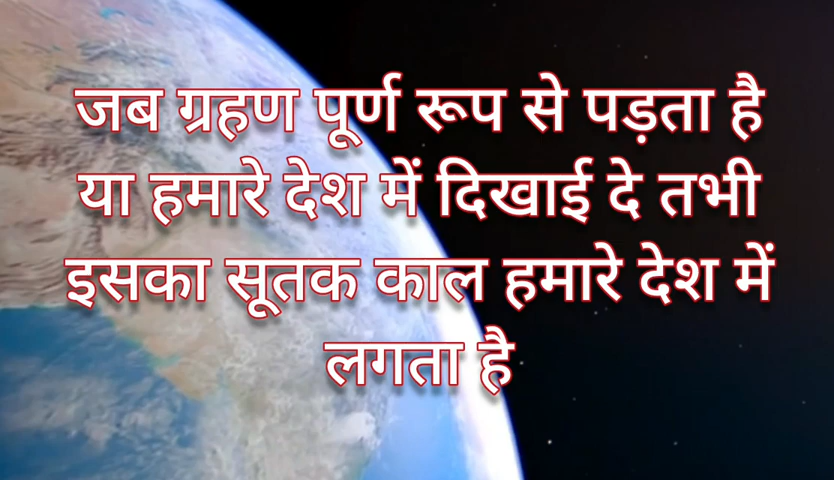 जब ग्रहण पूर्ण रूप से पड़ता है
या हमारे देश में दिखाई दे तभी
इसका सूतक काल हमारे देश में
लगता है